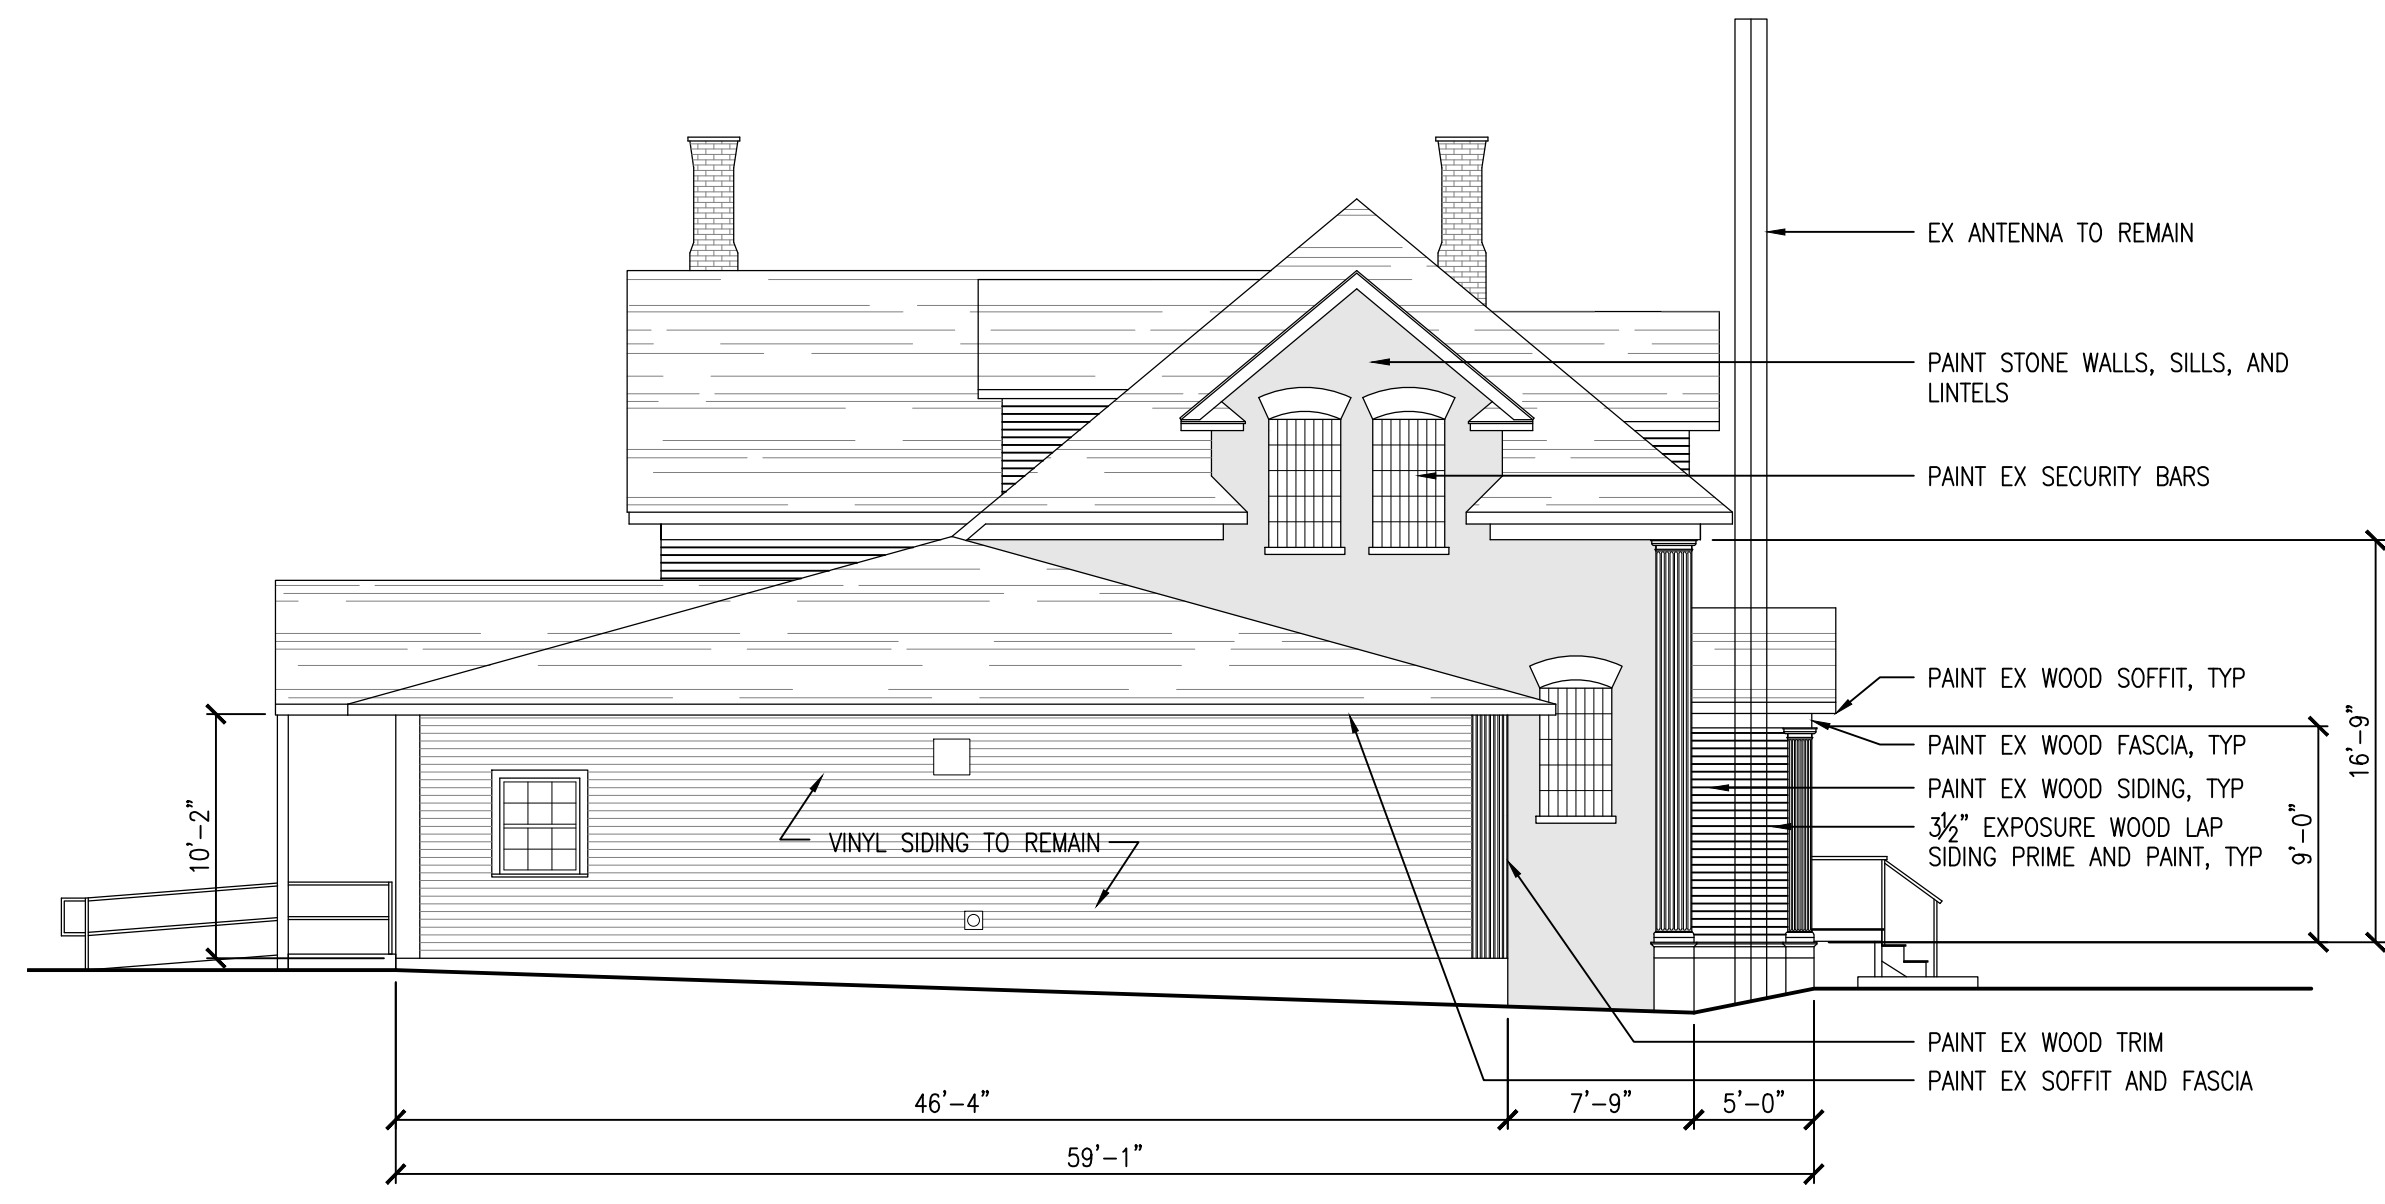 EX ANTENNA TO REMAIN
PAINT STONE WALLS, SILLS, AND
LINTELS
PAINT EX SECURITY BARS
PAINT EX WOOD SOFFIT, TYP
PAINT EX WOOD FASCIA, TYP
PAINT EX WOOD SIDING, TYP
3½" EXPOSURE WOOD LAP
SIDING PRIME AND PAINT, TYP
16'-9"
9'-0"
10'-2"
VINYL SIDING TO REMAIN
PAINT EX WOOD TRIM
PAINT EX SOFFIT AND FASCIA
46'-4"
7'-9"
5'-0"
59'-1"